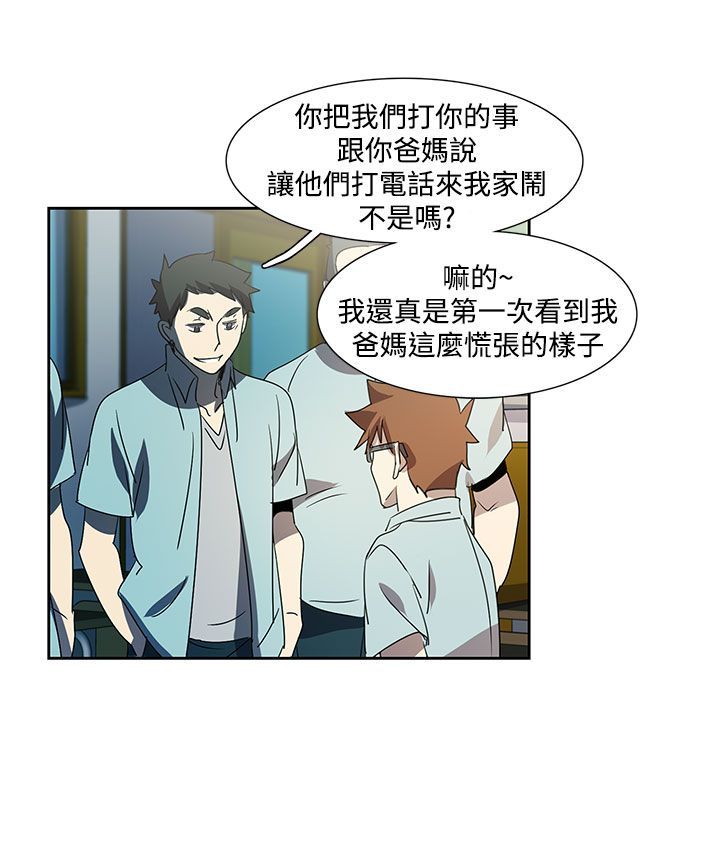 你把我們打你的事
跟你爸媽說
讓他們打電話來我家鬧
不是嗎?
嘛的~
我還真是第一次看到我
爸媽這麼慌張的樣子